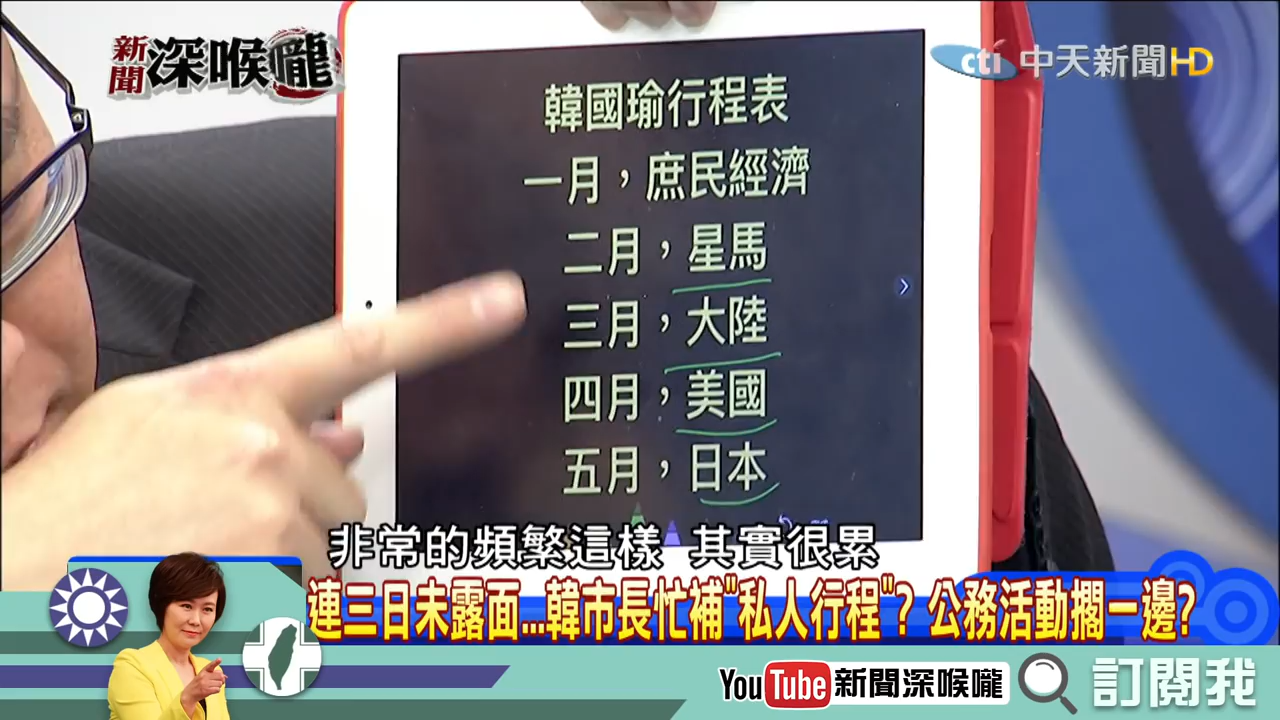 新聞深喉嚨
cti 中天新聞HD
韓國瑜行程表
一月，庶民經濟
二月，星馬
三月，大陸
四月，美國
五月，日本
非常的頻繁這樣 其實很累
連三日未露面...韓市長忙補"私人行程"? 公務活動擱一邊?
YouTube 新聞深喉嚨 訂閱我